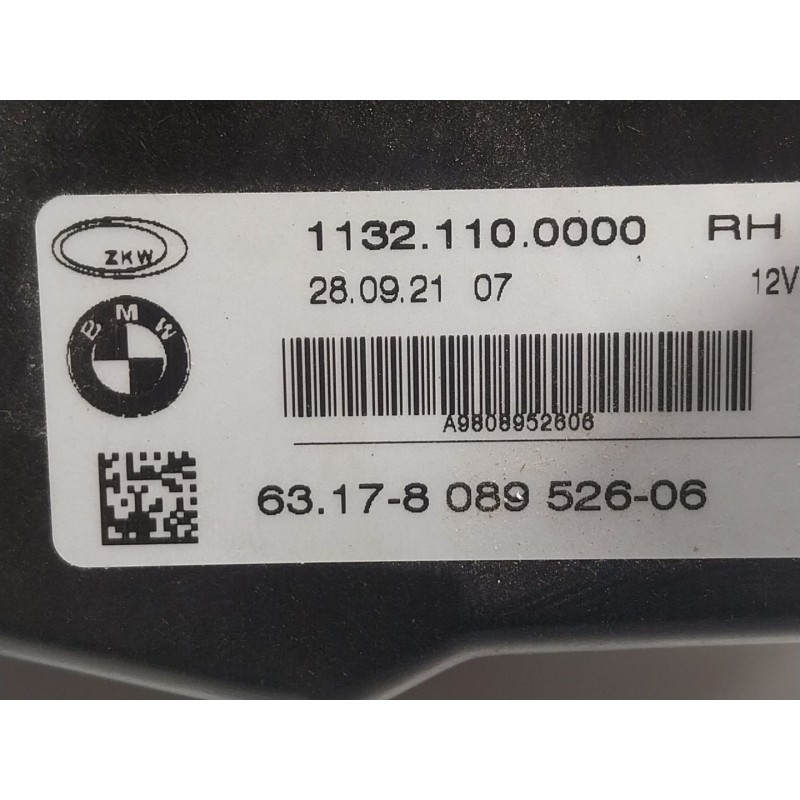 ZKW
1132.110.0000 RH
28.09.21 07 12V
BMW
A9808952606
63.17-8 089 526-06